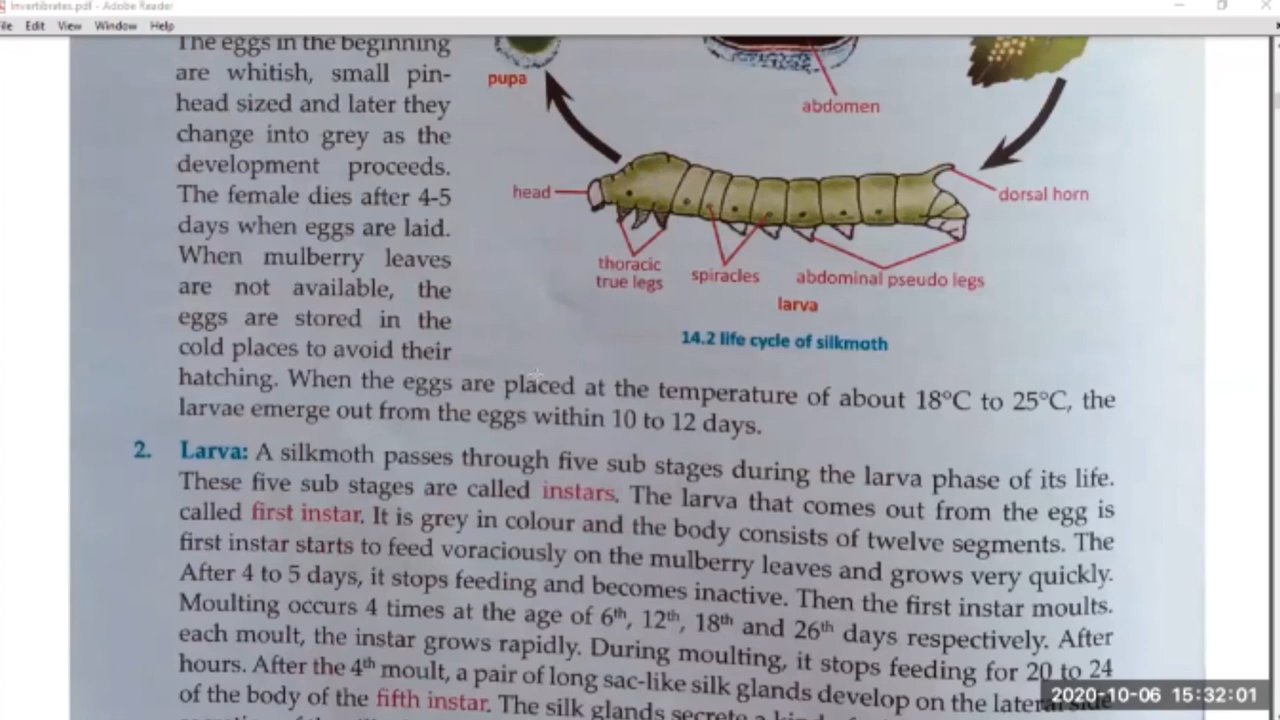 Invertibrates.pdf - Adobe Reader
File Edit View Window Help
The eggs in the beginning
are whitish, small pin-
head sized and later they
change into grey as the
development proceeds.
The female dies after 4-5
days when eggs are laid.
When mulberry leaves
are not available, the
eggs are stored in the
cold places to avoid their
pupa
abdomen
head
dorsal horn
thoracic
true legs
spiracles
abdominal pseudo legs
larva
14.2 life cycle of silkmoth
hatching. When the eggs are placed at the temperature of about 18°C to 25°C, the
larvae emerge out from the eggs within 10 to 12 days.
2. Larva: A silkmoth passes through five sub stages during the larva phase of its life.
These five sub stages are called instars. The larva that comes out from the egg is
called first instar. It is grey in colour and the body consists of twelve segments. The
first instar starts to feed voraciously on the mulberry leaves and grows very quickly.
After 4 to 5 days, it stops feeding and becomes inactive. Then the first instar moults.
Moulting occurs 4 times at the age of 6th, 12th, 18th and 26th days respectively. After
each moult, the instar grows rapidly. During moulting, it stops feeding for 20 to 24
hours. After the 4th moult, a pair of long sac-like silk glands develop on the lateral side
of the body of the fifth instar. The silk glands secrete a kind of
2020-10-06 15:32:01